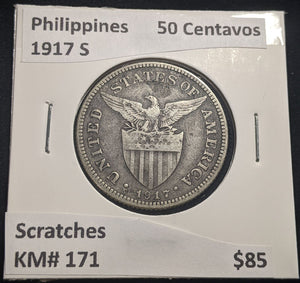 Philippines 50 Centavos
1917 S
UNITED STATES OF AMERICA
• 1917 •
Scratches
KM# 171 $85